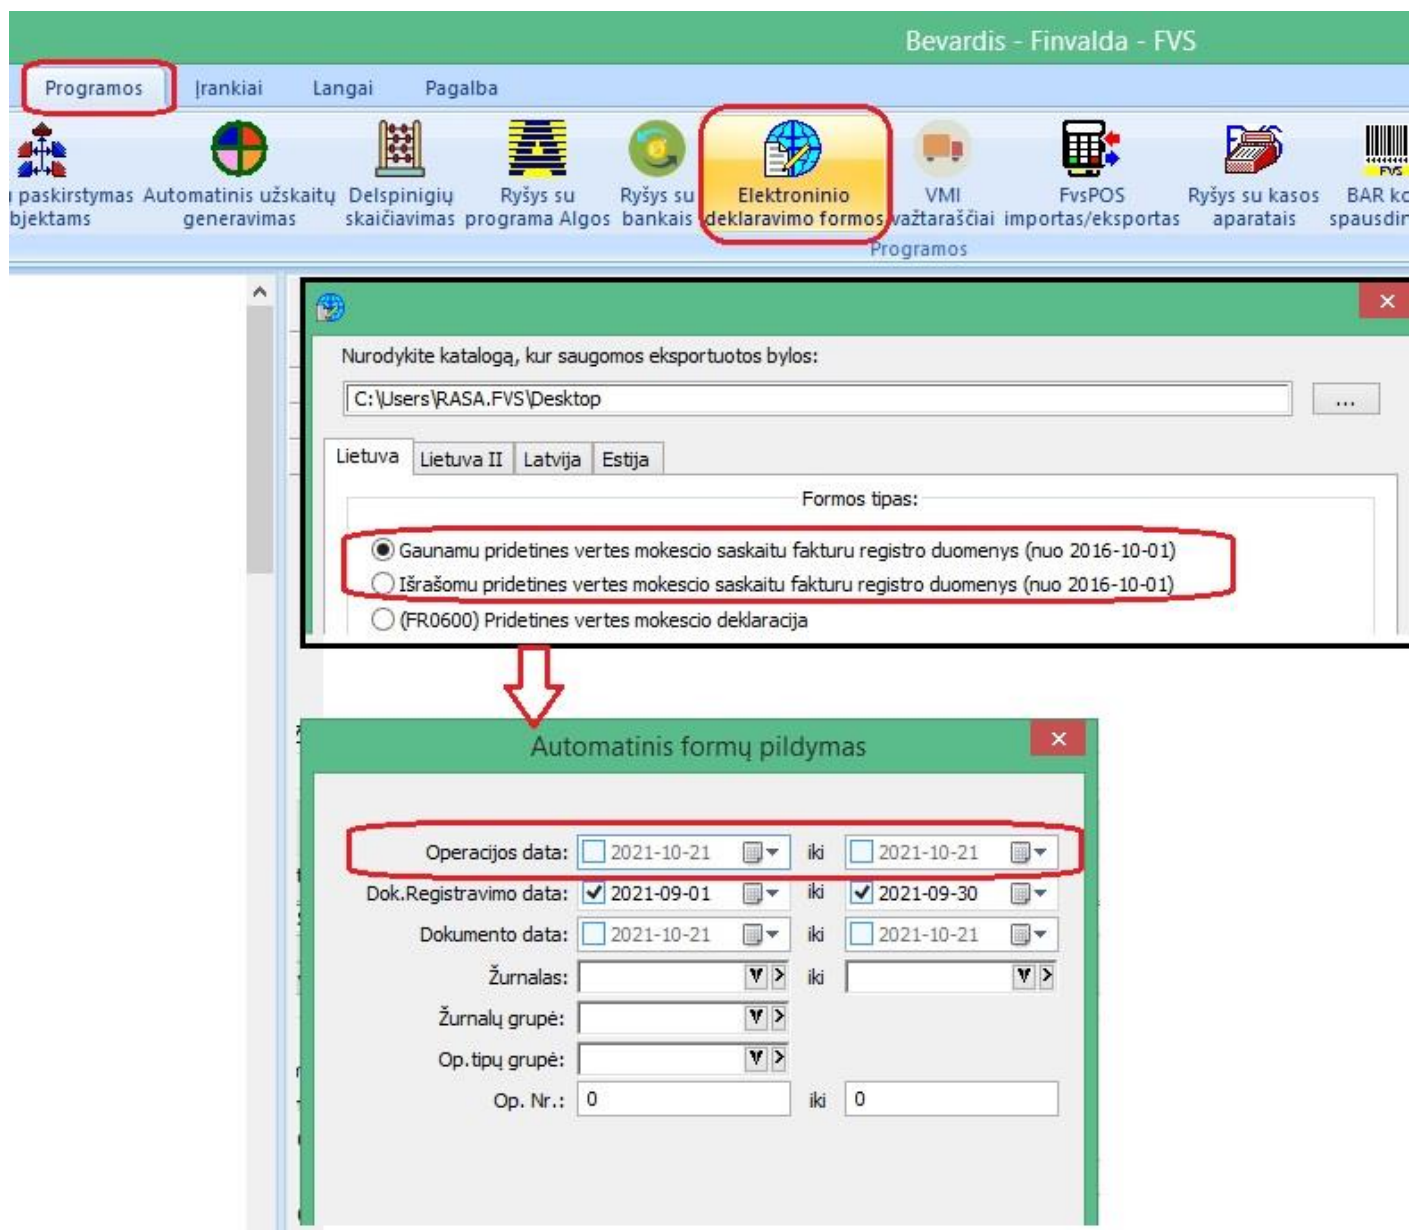 Bevardis - Finvalda - FVS
Programos Įrankiai Langai Pagalba
paskirstymas Automatinis užskaitų Delspinigių Ryšys su Ryšys su Elektroninio VMI FvsPOS Ryšys su kasos BAR
generavimas skaičiavimas programa Algos bankais deklaravimo formos važtaraščiai importas/eksportas aparatais
Programos
Nurodykite katalogą, kur saugomos eksportuotos bylos:
C:\Users\RASA.FVS\Desktop ...
Lietuva Lietuva II Latvija Estija
Formos tipas:
Gaunamu pridetines vertes mokescio saskaitu fakturu registro duomenys (nuo 2016-10-01)
Išrašomu pridetines vertes mokescio saskaitu fakturu registro duomenys (nuo 2016-10-01)
(FR0600) Pridetines vertes mokescio deklaracija
Automatinis formų pildymas
Operacijos data: 2021-10-21 iki 2021-10-21
Dok.Registravimo data: 2021-09-01 iki 2021-09-30
Dokumento data: 2021-10-21 iki 2021-10-21
Žurnalas: iki
Žurnalų grupė:
Op.tipų grupė:
Op. Nr.: 0 iki 0